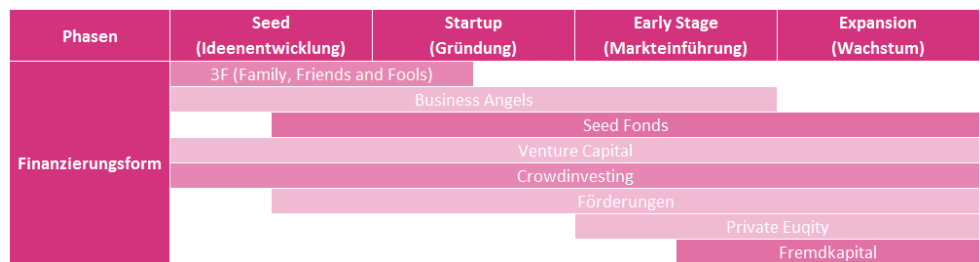 Phasen
Seed
(Ideenentwicklung)
Startup
(Gründung)
Early Stage
(Markteinführung)
Expansion
(Wachstum)
Finanzierungsform
3F (Family, Friends and Fools)
Business Angels
Seed Fonds
Venture Capital
Crowdinvesting
Förderungen
Private Euqity
Fremdkapital